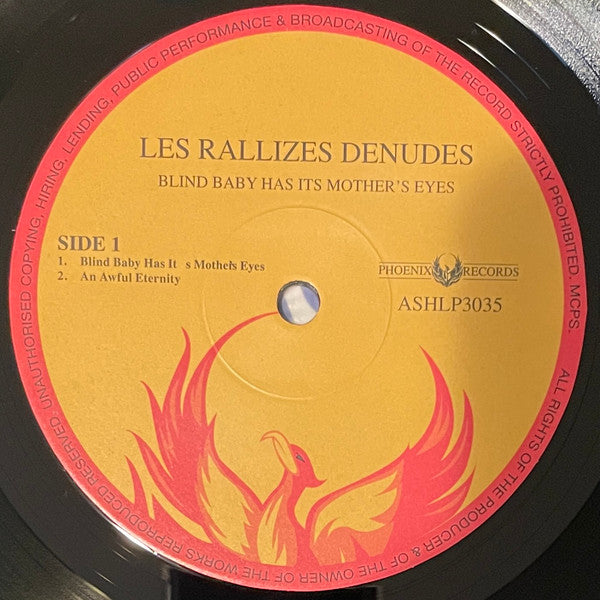 LES RALLIZES DENUDES
BLIND BABY HAS ITS MOTHER'S EYES
SIDE 1
1. Blind Baby Has It s Mother's Eyes
2. An Awful Eternity
PHOENIX RECORDS
ASHLP3035
ALL RIGHTS OF THE PRODUCER & OF THE OWNER OF THE WORKS REPRODUCED RESERVED. UNAUTHORISED COPYING, HIRING, LENDING, PUBLIC PERFORMANCE & BROADCASTING OF THE RECORD STRICTLY PROHIBITED. MCPS.